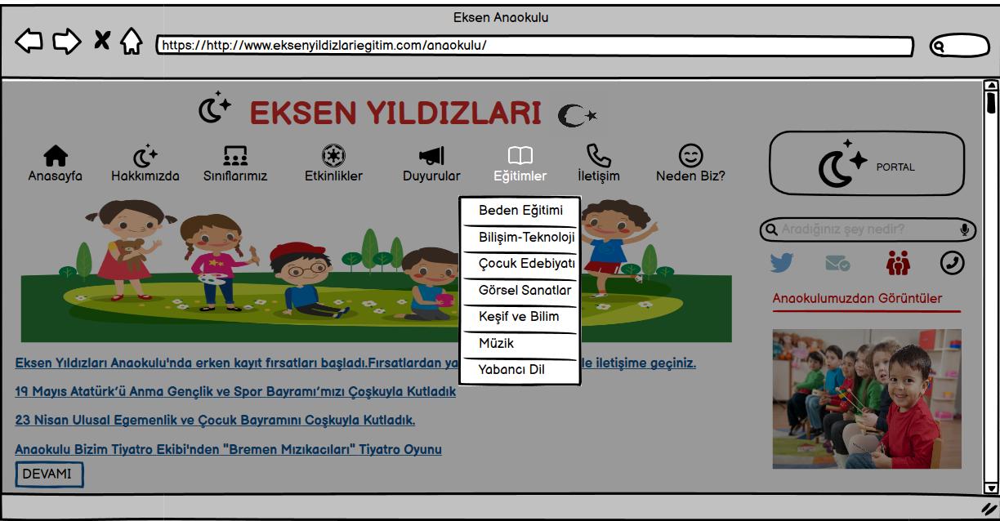 Eksen Anaokulu
https://http://www.eksenyildizlariegitim.com/anaokulu/
EKSEN YILDIZLARI
Anasayfa
Hakkımızda
Sınıflarımız
Etkinlikler
Duyurular
Eğitimler
İletişim
Neden Biz?
PORTAL
Beden Eğitimi
Bilişim-Teknoloji
Çocuk Edebiyatı
Görsel Sanatlar
Keşif ve Bilim
Müzik
Yabancı Dil
Aradığınız şey nedir?
Anaokulumuzdan Görüntüler
Eksen Yıldızları Anaokulu'nda erken kayıt fırsatları başladı.Fırsatlardan ya le iletişime geçiniz.
19 Mayıs Atatürk'ü Anma Gençlik ve Spor Bayramı'mızı Çoşkuyla Kutladık
23 Nisan Ulusal Egemenlik ve Çocuk Bayramını Coşkuyla Kutladık.
Anaokulu Bizim Tiyatro Ekibi'nden "Bremen Mızıkacıları" Tiyatro Oyunu
DEVAMI